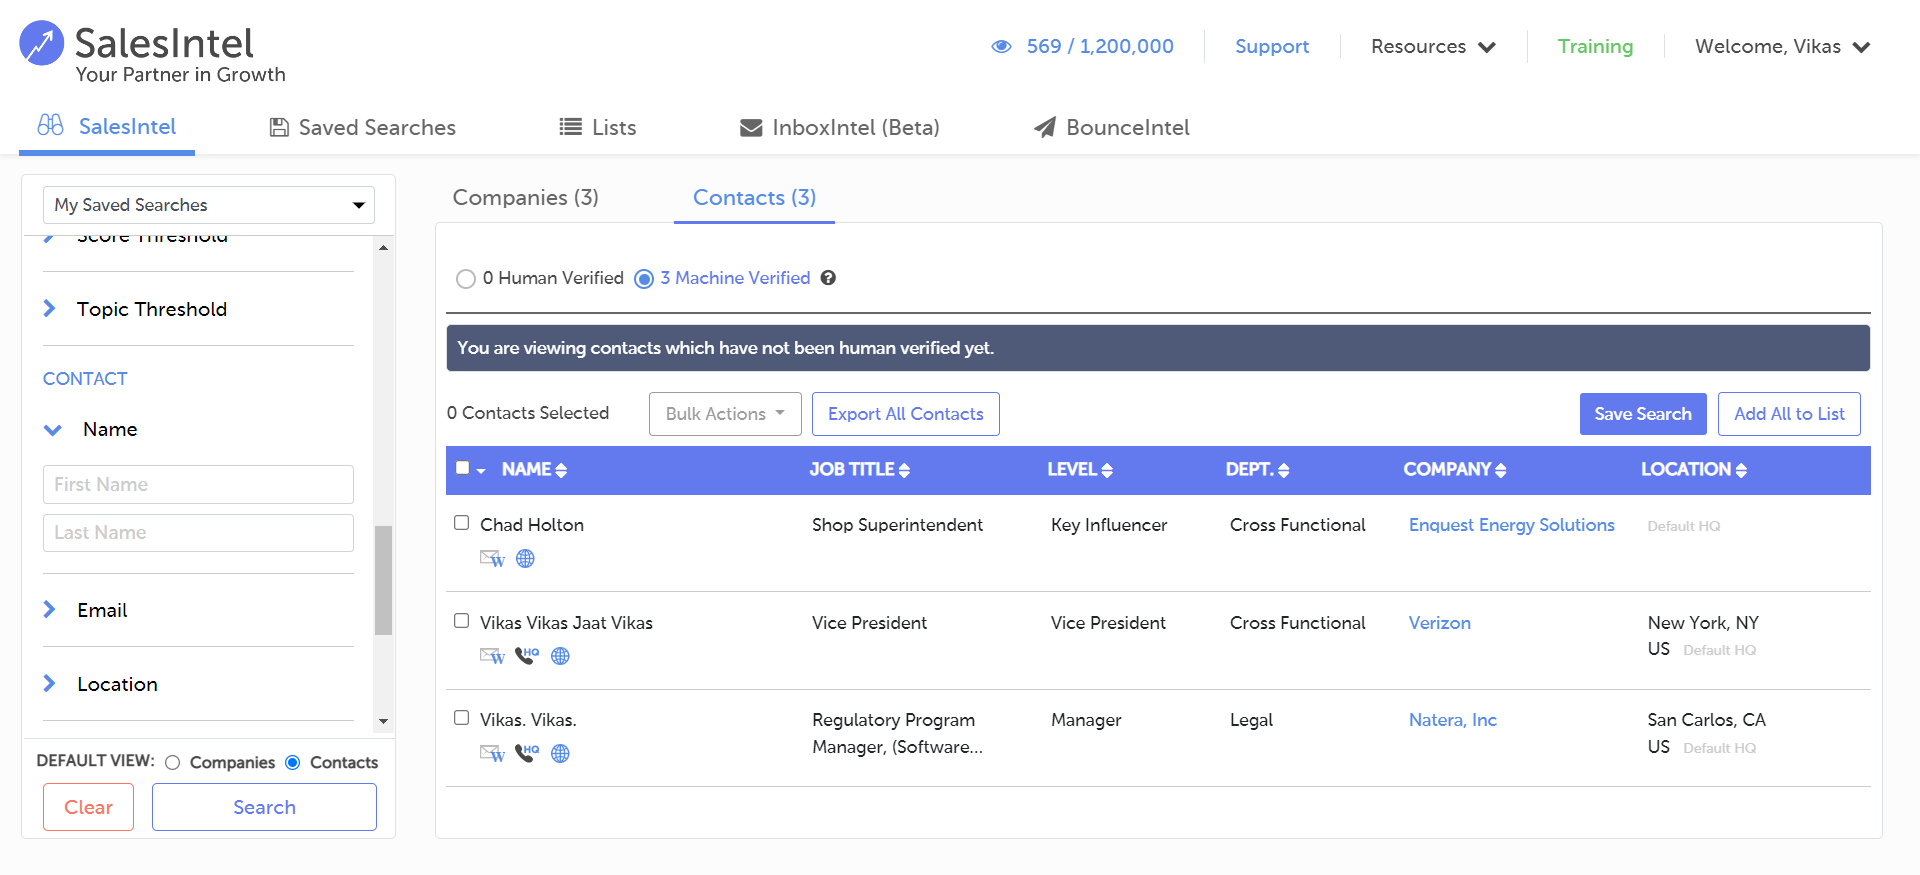 SalesIntel
Your Partner in Growth
569 / 1,200,000
Support
Resources
Training
Welcome, Vikas
SalesIntel
Saved Searches
Lists
InboxIntel (Beta)
BounceIntel
My Saved Searches
Score Threshold
Topic Threshold
CONTACT
Name
First Name
Last Name
Email
Location
DEFAULT VIEW: Companies Contacts
Clear
Search
Companies (3)
Contacts (3)
0 Human Verified 3 Machine Verified ?
You are viewing contacts which have not been human verified yet.
0 Contacts Selected
Bulk Actions
Export All Contacts
Save Search
Add All to List
NAME JOB TITLE LEVEL DEPT. COMPANY LOCATION
Chad Holton Shop Superintendent Key Influencer Cross Functional Enquest Energy Solutions Default HQ
W
Vikas Vikas Jaat Vikas Vice President Vice President Cross Functional Verizon New York, NY
US Default HQ
W HQ
Vikas. Vikas. Regulatory Program Manager Legal Natera, Inc San Carlos, CA
Manager, (Software... US Default HQ
W HQ